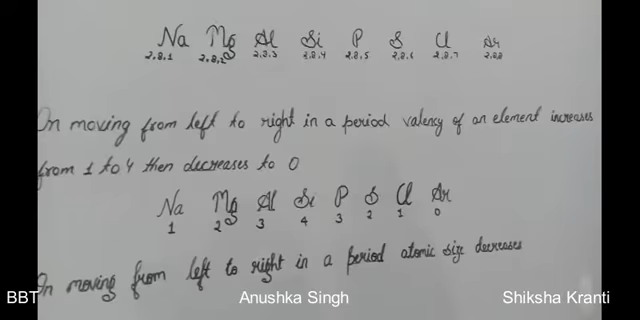 Na Mg Al Si P S Cl Ar
2,8,1 2,8,2 2,8,3 2,8,4 2,8,5 2,8,6 2,8,7 2,8,8
On moving from left to right in a period valency of an element increases
from 1 to 4 then decreases to 0
Na Mg Al Si P S Cl Ar
1 2 3 4 3 2 1 0
On moving from left to right in a period atomic size decreases
BBT Anushka Singh Shiksha Kranti